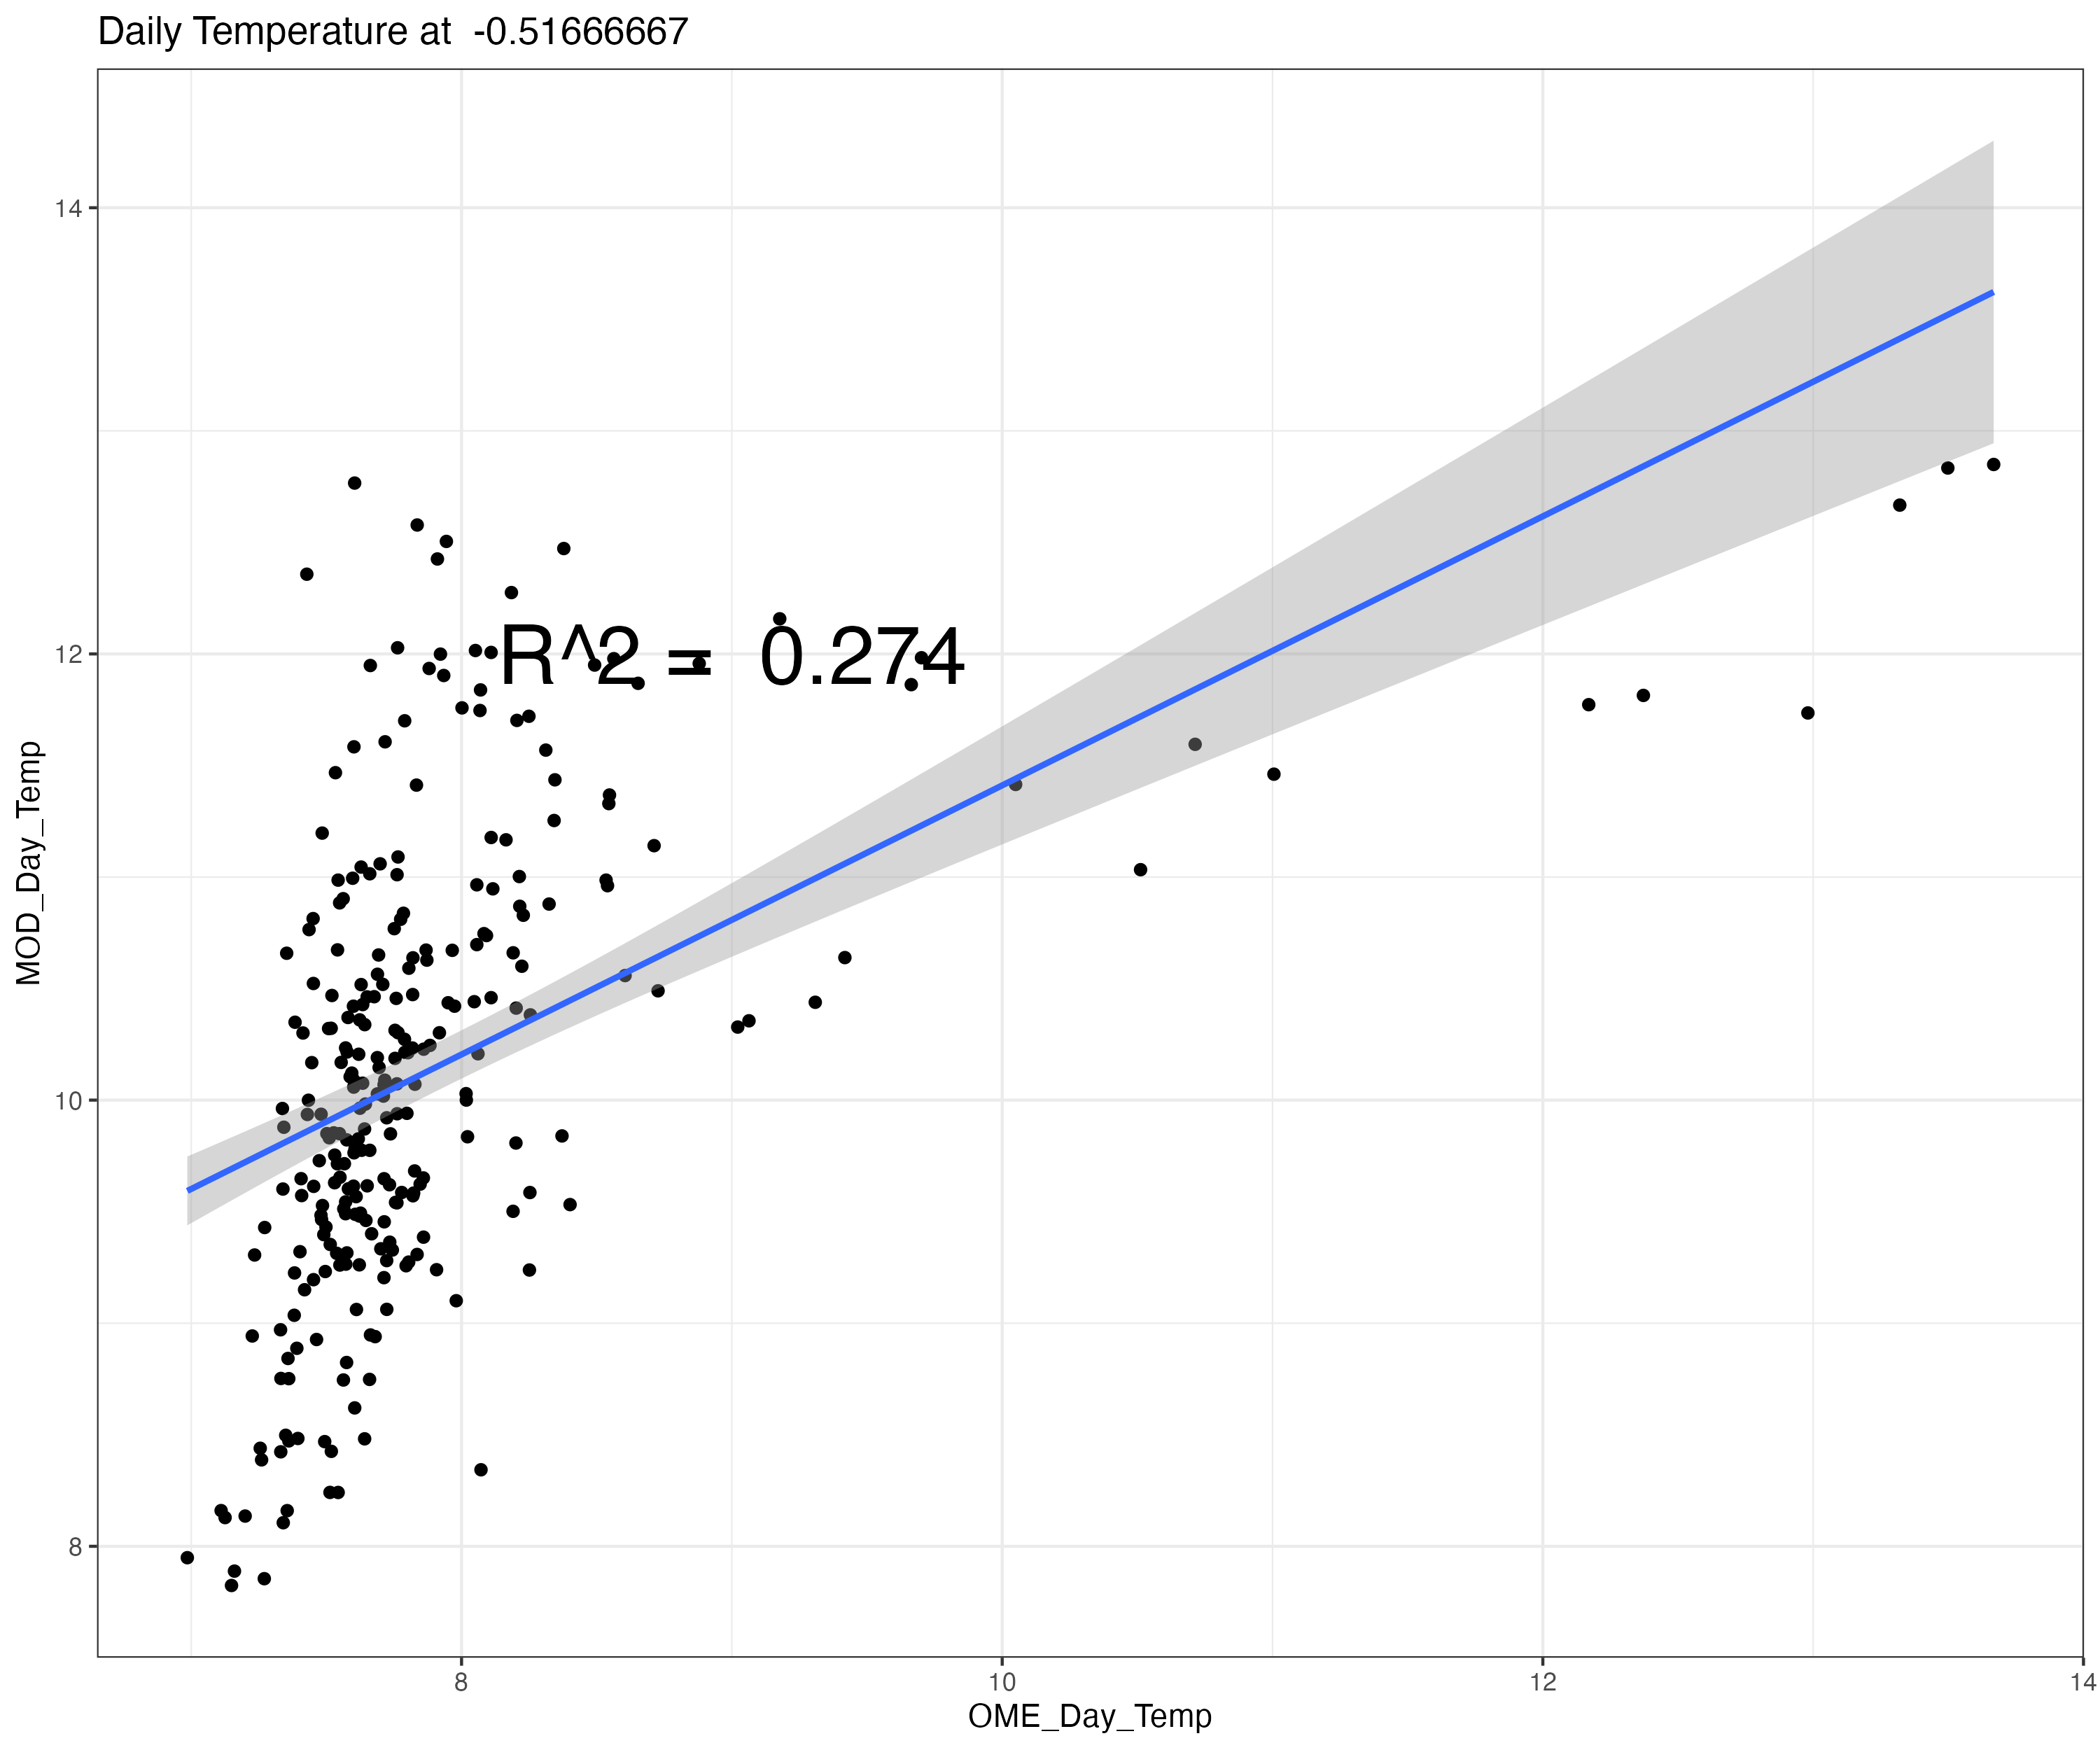 Daily Temperature at  -0.51666667
14
12
10
8
R^2 =  0.274
MOD_Day_Temp
8
10
12
14
OME_Day_Temp